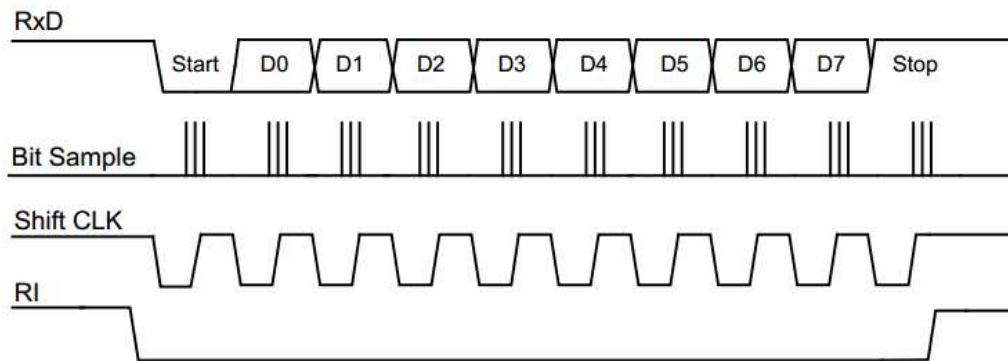 RxD
Start D0 D1 D2 D3 D4 D5 D6 D7 Stop
Bit Sample
Shift CLK
RI